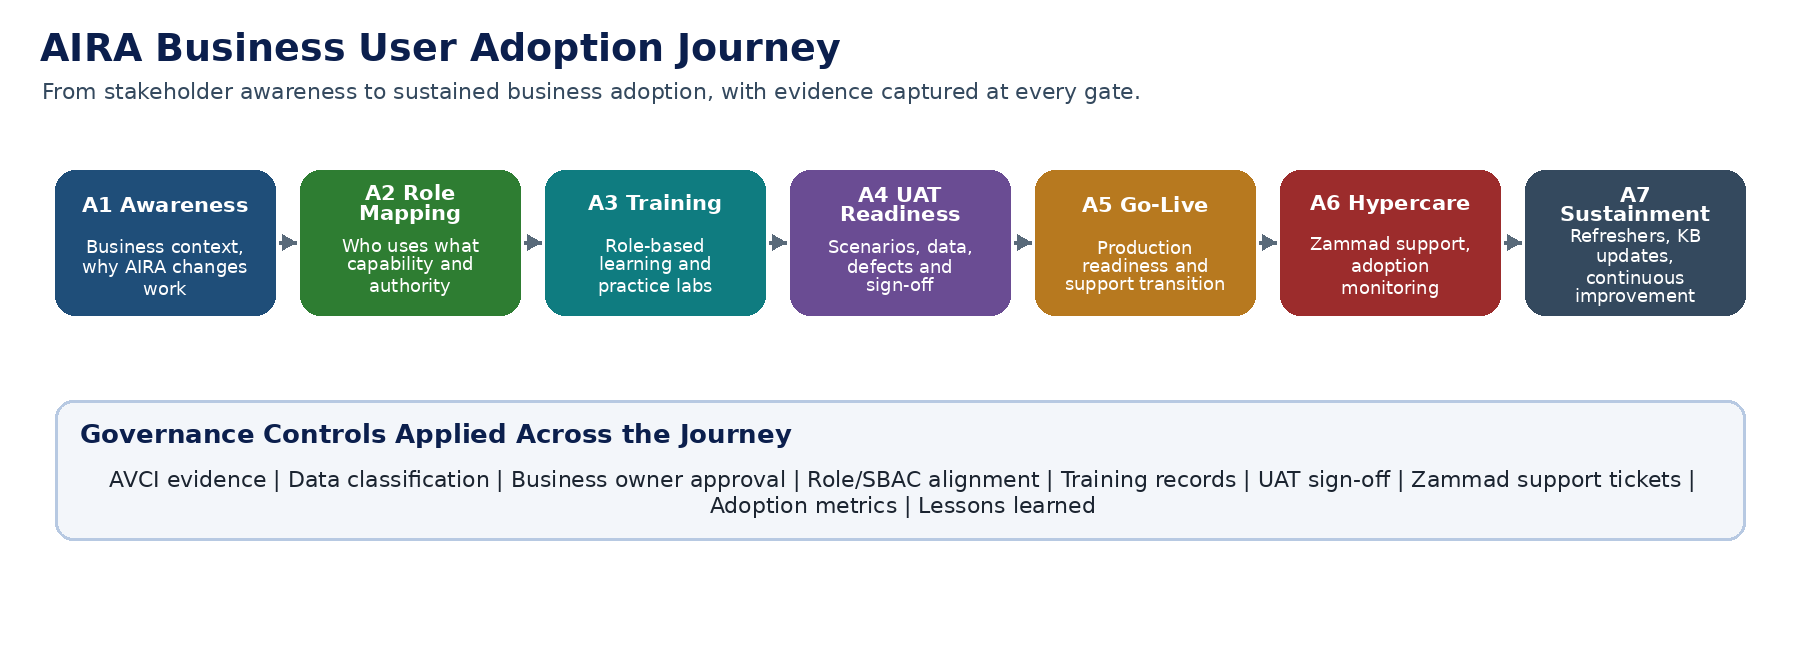 AIRA Business User Adoption Journey
From stakeholder awareness to sustained business adoption, with evidence captured at every gate.
A1 Awareness
Business context,
why AIRA changes
work
A2 Role
Mapping
Who uses what
capability and
authority
A3 Training
Role-based
learning and
practice labs
A4 UAT
Readiness
Scenarios, data,
defects and
sign-off
A5 Go-Live
Production
readiness and
support transition
A6 Hypercare
Zammad support,
adoption
monitoring
A7
Sustainment
Refreshers, KB
updates,
continuous
improvement
Governance Controls Applied Across the Journey
AVCI evidence | Data classification | Business owner approval | Role/SBAC alignment | Training records | UAT sign-off | Zammad support tickets |
Adoption metrics | Lessons learned